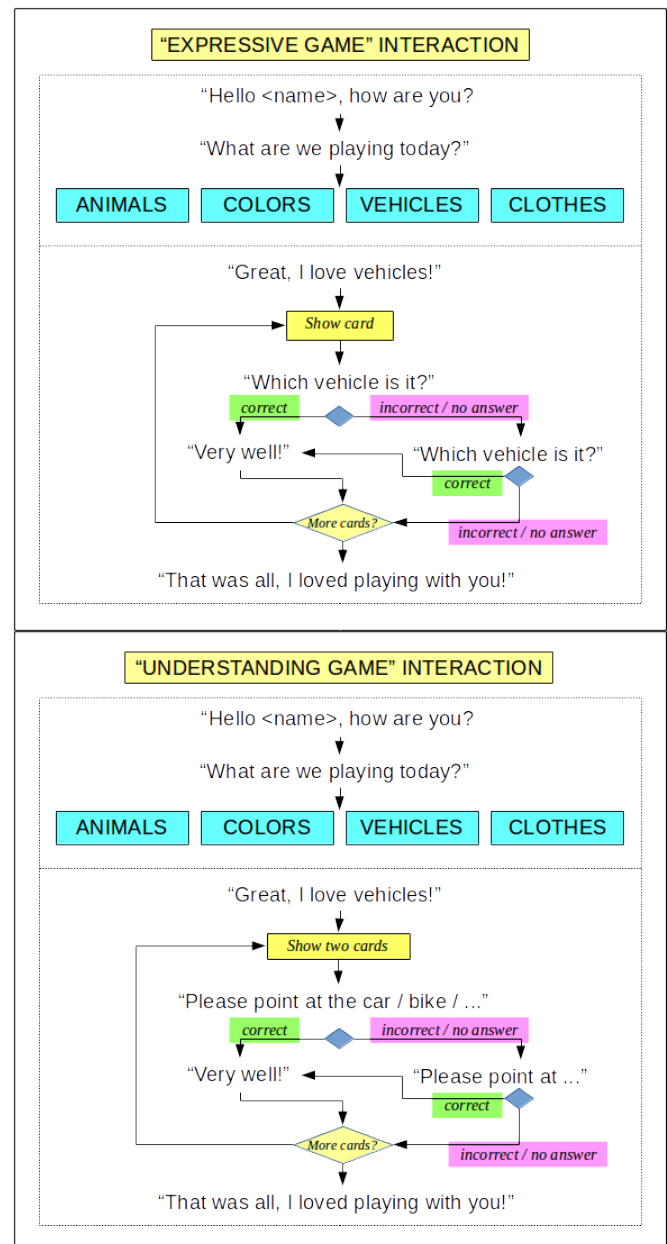 “EXPRESSIVE GAME” INTERACTION
“Hello <name>, how are you?
“What are we playing today?”
ANIMALS COLORS VEHICLES CLOTHES
“Great, I love vehicles!”
Show card
“Which vehicle is it?”
correct incorrect / no answer
“Very well!” “Which vehicle is it?”
correct
More cards?
incorrect / no answer
“That was all, I loved playing with you!”
“UNDERSTANDING GAME” INTERACTION
“Hello <name>, how are you?
“What are we playing today?”
ANIMALS COLORS VEHICLES CLOTHES
“Great, I love vehicles!”
Show two cards
“Please point at the car / bike / ...”
correct incorrect / no answer
“Very well!” “Please point at ...”
correct
More cards?
incorrect / no answer
“That was all, I loved playing with you!”